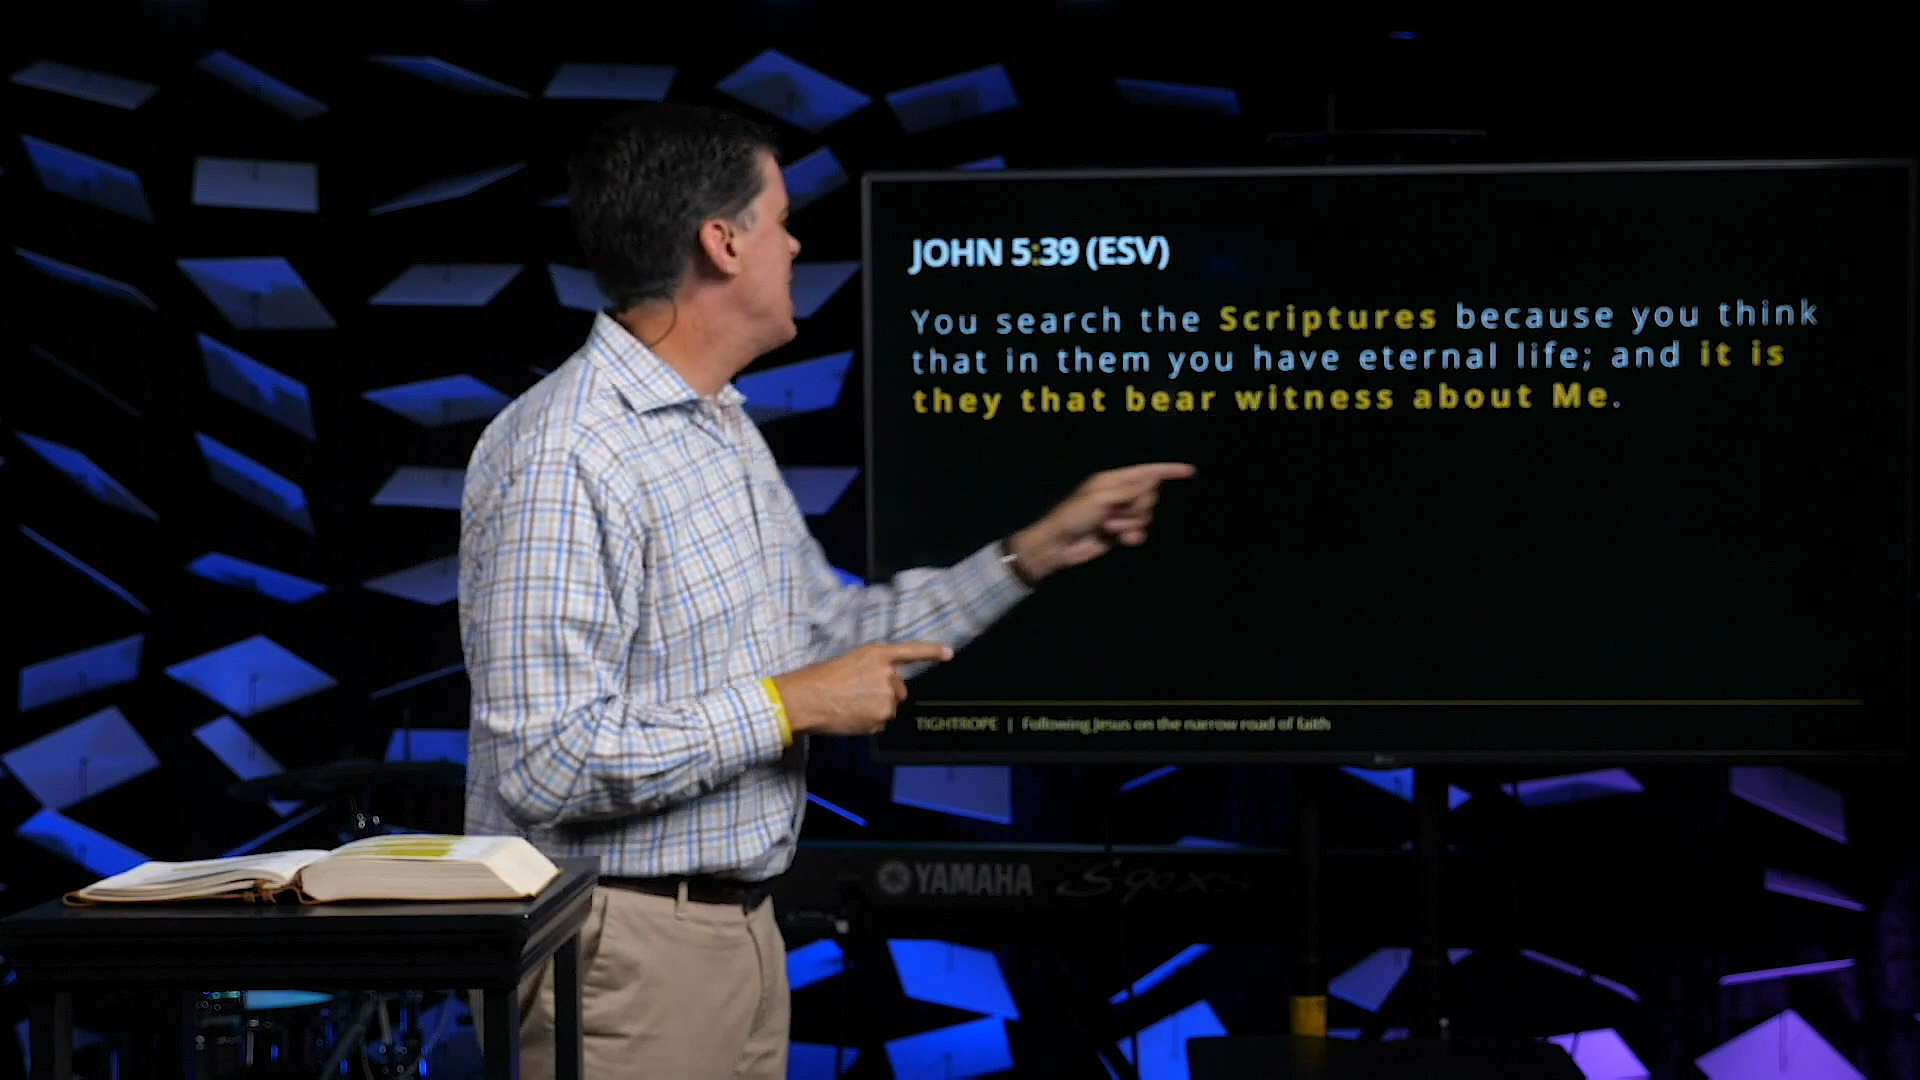 JOHN 5:39 (ESV)
You search the Scriptures because you think
that in them you have eternal life; and it is
they that bear witness about Me.
TIGHTROPE | Following Jesus on the narrow road of faith
YAMAHA S90XS